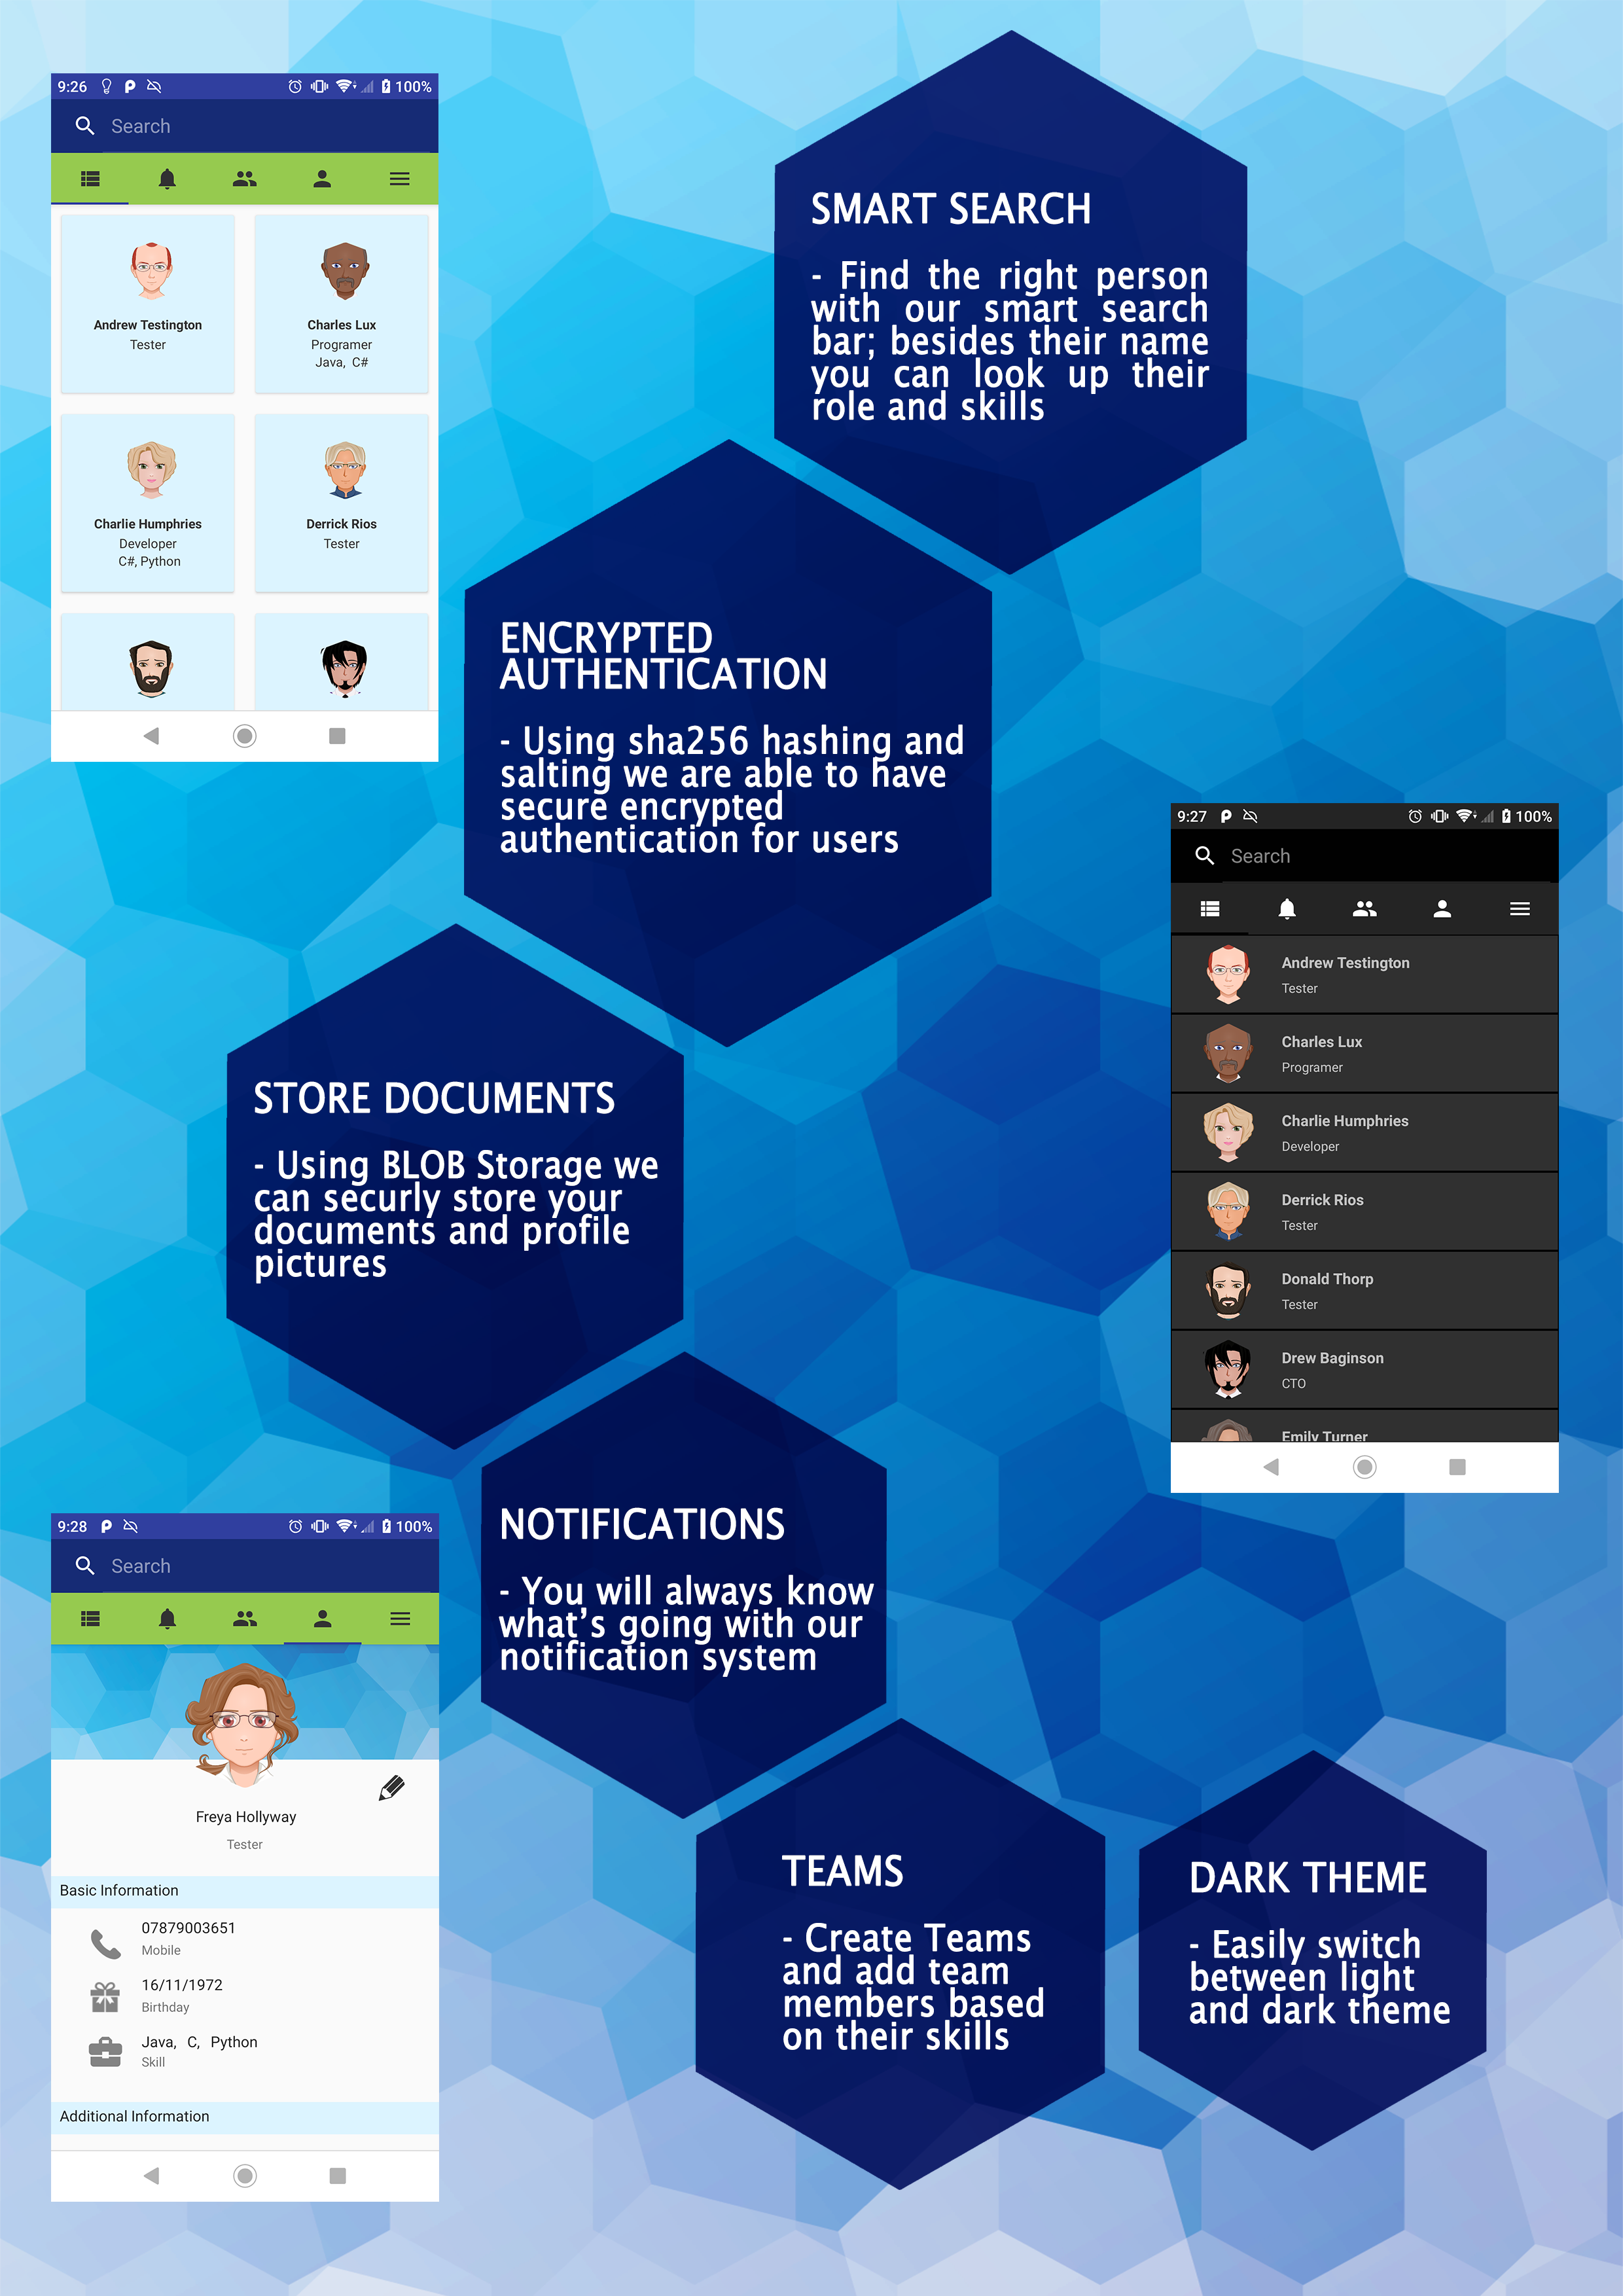 9:26
100%
Search
Andrew Testington
Tester
Charles Lux
Programer
Java, C#
Charlie Humphries
Developer
C#, Python
Derrick Rios
Tester
SMART SEARCH
- Find the right person
with our smart search
bar; besides their name
you can look up their
role and skills
ENCRYPTED
AUTHENTICATION
- Using sha256 hashing and
salting we are able to have
secure encrypted
authentication for users
STORE DOCUMENTS
- Using BLOB Storage we
can securly store your
documents and profile
pictures
9:27
100%
Search
Andrew Testington
Tester
Charles Lux
Programer
Charlie Humphries
Developer
Derrick Rios
Tester
Donald Thorp
Tester
Drew Baginson
CTO
Emily Turner
NOTIFICATIONS
- You will always know
what's going with our
notification system
9:28
100%
Search
Freya Hollyway
Tester
Basic Information
07879003651
Mobile
16/11/1972
Birthday
Java, C, Python
Skill
Additional Information
TEAMS
- Create Teams
and add team
members based
on their skills
DARK THEME
- Easily switch
between light
and dark theme